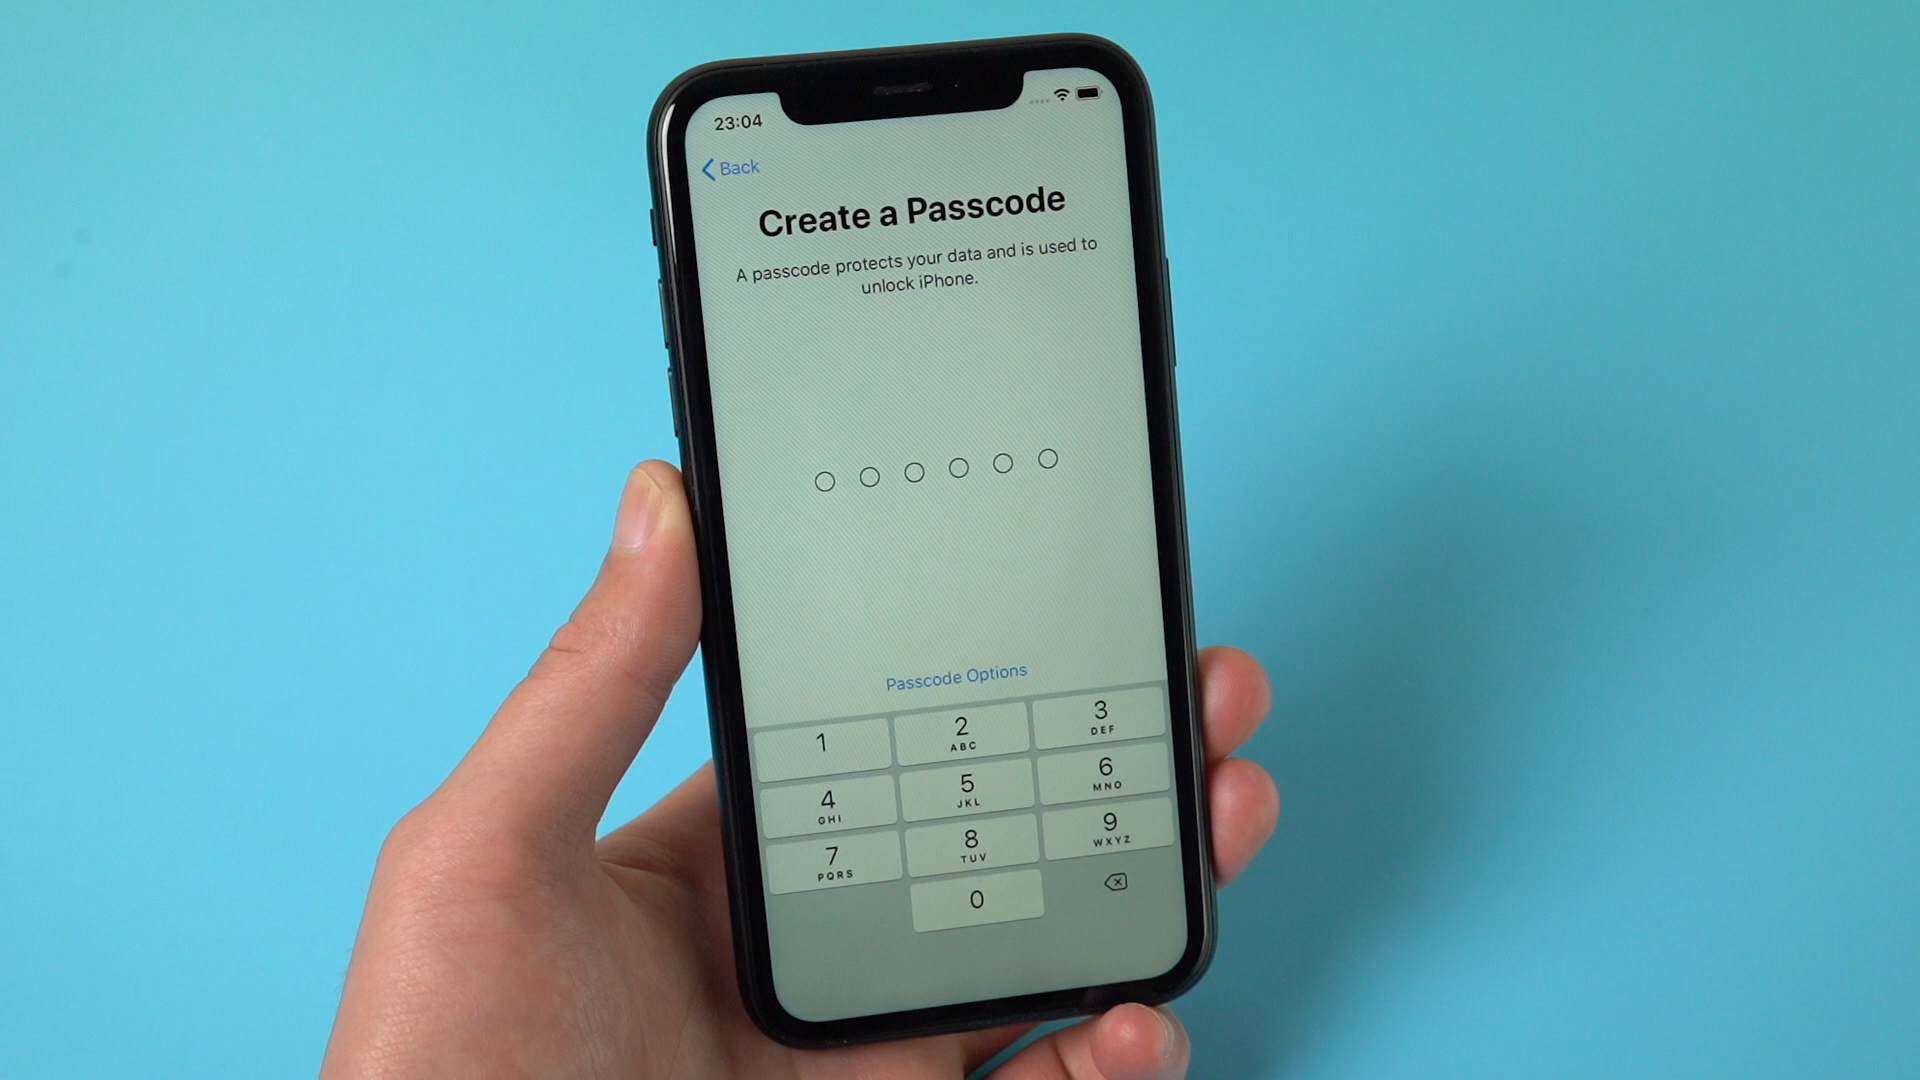 23:04
Back
Create a Passcode
A passcode protects your data and is used to
unlock iPhone.
Passcode Options
1
2
ABC
3
DEF
4
GHI
5
JKL
6
MNO
7
PQRS
8
TUV
9
WXYZ
0